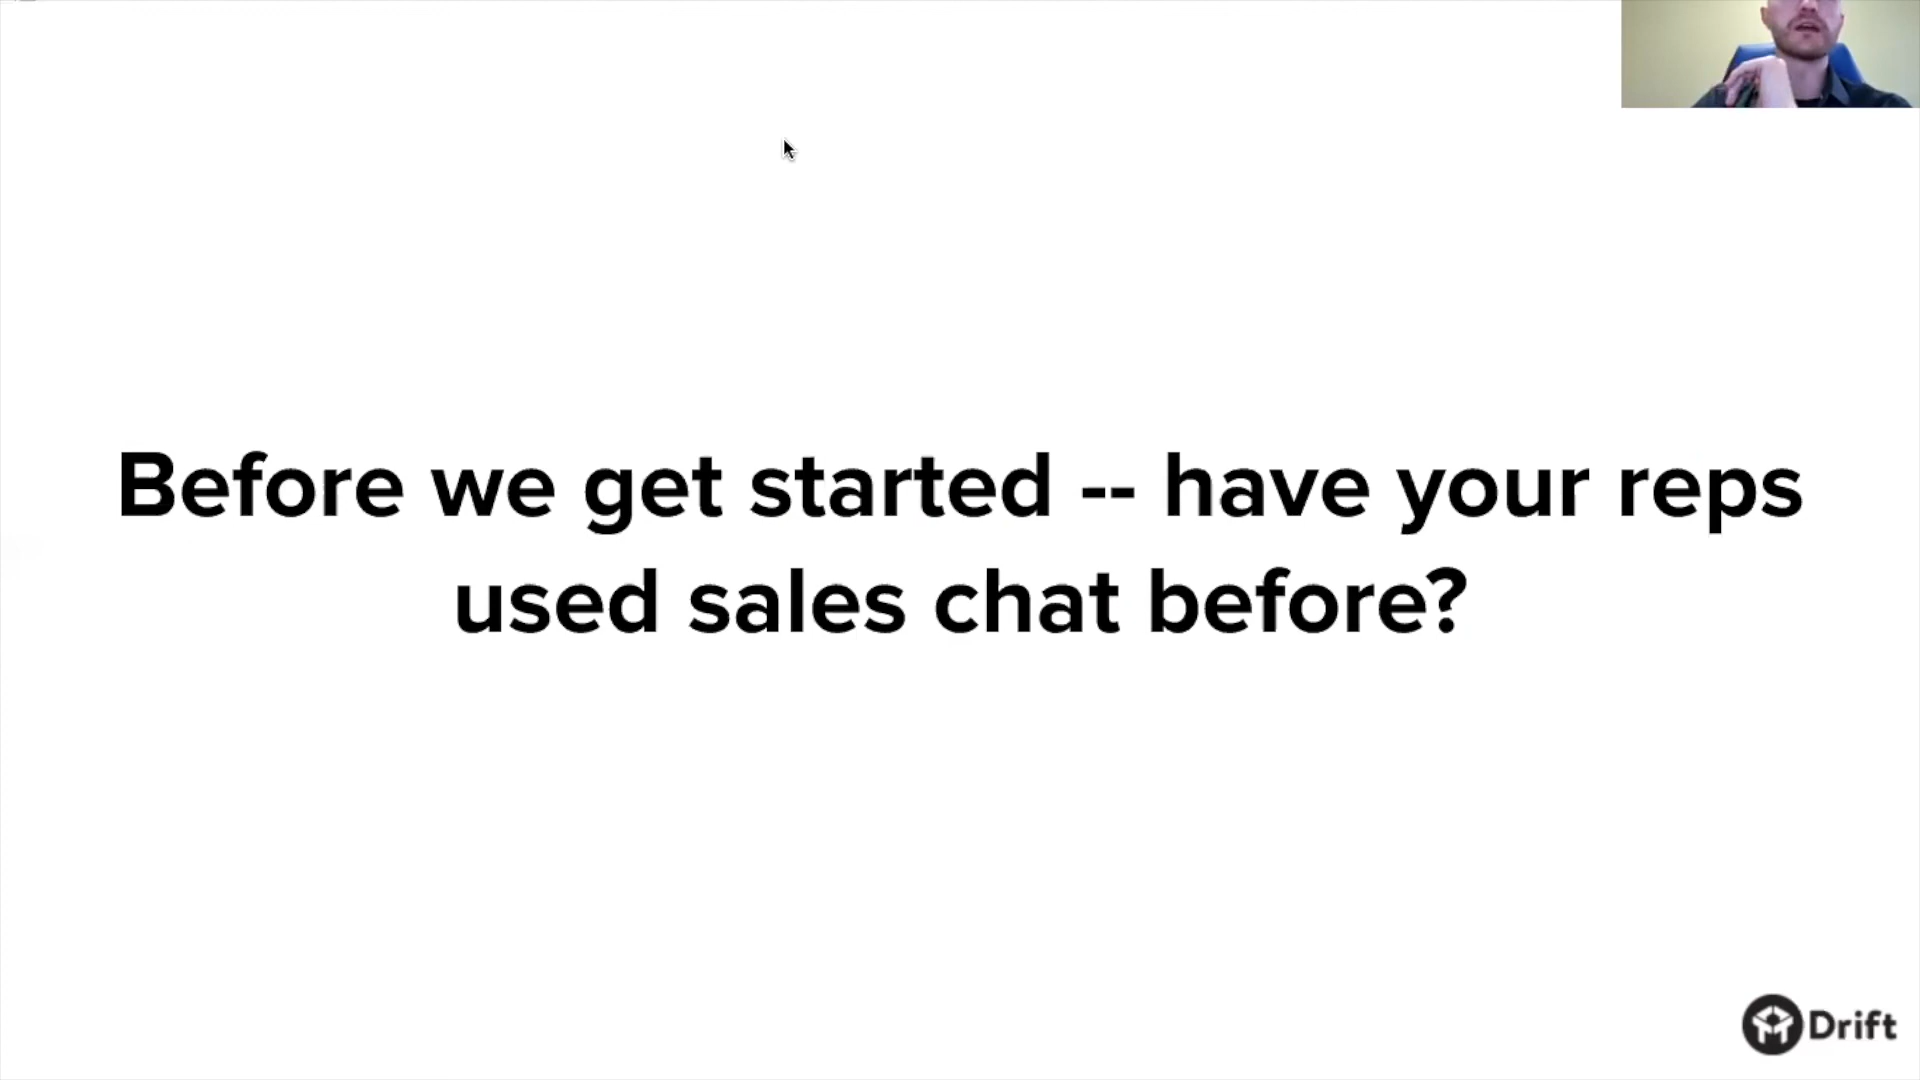 Before we get started -- have your reps
used sales chat before?
Drift